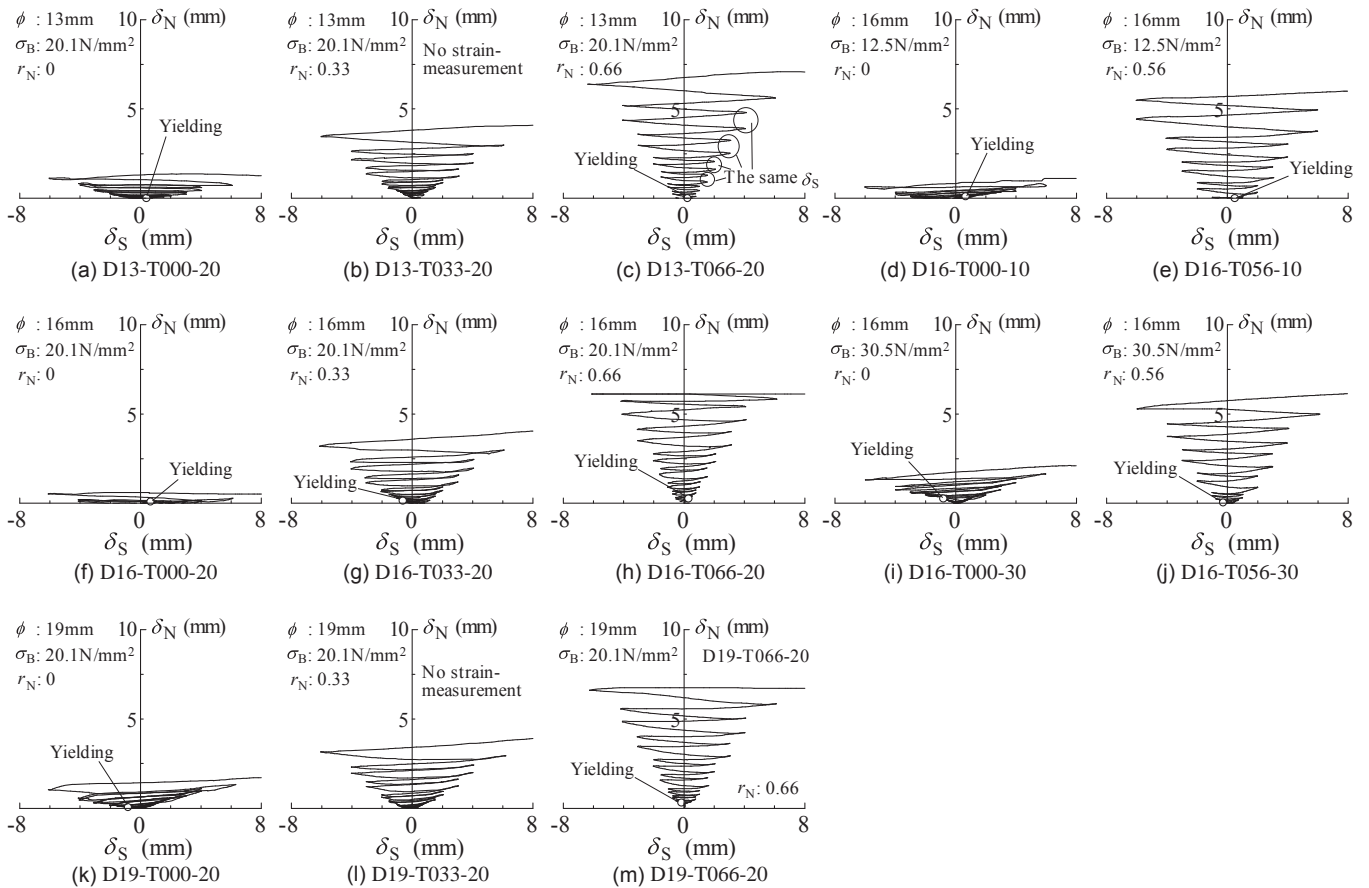 ϕ : 13mm
σB: 20.1N/mm²
rN: 0
10 δN (mm)
5
Yielding
-8 0 8
δS (mm)
(a) D13-T000-20
ϕ : 13mm
σB: 20.1N/mm²
rN: 0.33
10 δN (mm)
No strain-
measurement
5
-8 0 8
δS (mm)
(b) D13-T033-20
ϕ : 13mm
σB: 20.1N/mm²
rN: 0.66
10 δN (mm)
5
Yielding
The same δS
-8 0 8
δS (mm)
(c) D13-T066-20
ϕ : 16mm
σB: 12.5N/mm²
rN: 0
10 δN (mm)
5
Yielding
-8 0 8
δS (mm)
(d) D16-T000-10
ϕ : 16mm
σB: 12.5N/mm²
rN: 0.56
10 δN (mm)
5
Yielding
-8 0 8
δS (mm)
(e) D16-T056-10
ϕ : 16mm
σB: 20.1N/mm²
rN: 0
10 δN (mm)
5
Yielding
-8 0 8
δS (mm)
(f) D16-T000-20
ϕ : 16mm
σB: 20.1N/mm²
rN: 0.33
10 δN (mm)
5
Yielding
-8 0 8
δS (mm)
(g) D16-T033-20
ϕ : 16mm
σB: 20.1N/mm²
rN: 0.66
10 δN (mm)
5
Yielding
-8 0 8
δS (mm)
(h) D16-T066-20
ϕ : 16mm
σB: 30.5N/mm²
rN: 0
10 δN (mm)
5
Yielding
-8 0 8
δS (mm)
(i) D16-T000-30
ϕ : 16mm
σB: 30.5N/mm²
rN: 0.56
10 δN (mm)
5
Yielding
-8 0 8
δS (mm)
(j) D16-T056-30
ϕ : 19mm
σB: 20.1N/mm²
rN: 0
10 δN (mm)
5
Yielding
-8 0 8
δS (mm)
(k) D19-T000-20
ϕ : 19mm
σB: 20.1N/mm²
rN: 0.33
10 δN (mm)
No strain-
measurement
5
-8 0 8
δS (mm)
(l) D19-T033-20
ϕ : 19mm
σB: 20.1N/mm²
10 δN (mm)
D19-T066-20
5
Yielding
rN: 0.66
-8 0 8
δS (mm)
(m) D19-T066-20